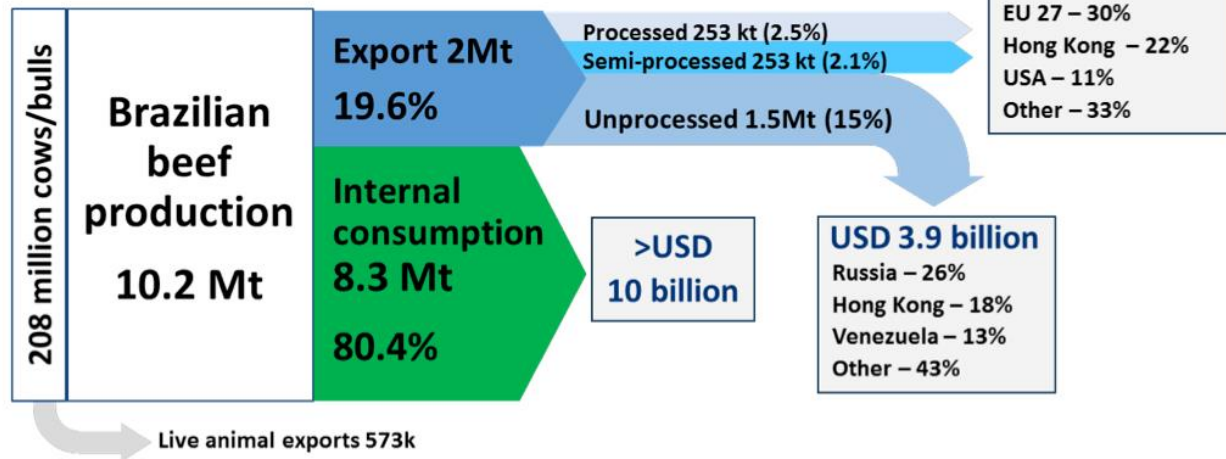 208 million cows/bulls
Brazilian
beef
production
10.2 Mt
Export 2Mt
19.6%
Internal
consumption
8.3 Mt
80.4%
Processed 253 kt (2.5%)
Semi-processed 253 kt (2.1%)
Unprocessed 1.5Mt (15%)
EU 27 – 30%
Hong Kong – 22%
USA – 11%
Other – 33%
>USD
10 billion
USD 3.9 billion
Russia – 26%
Hong Kong – 18%
Venezuela – 13%
Other – 43%
Live animal exports 573k